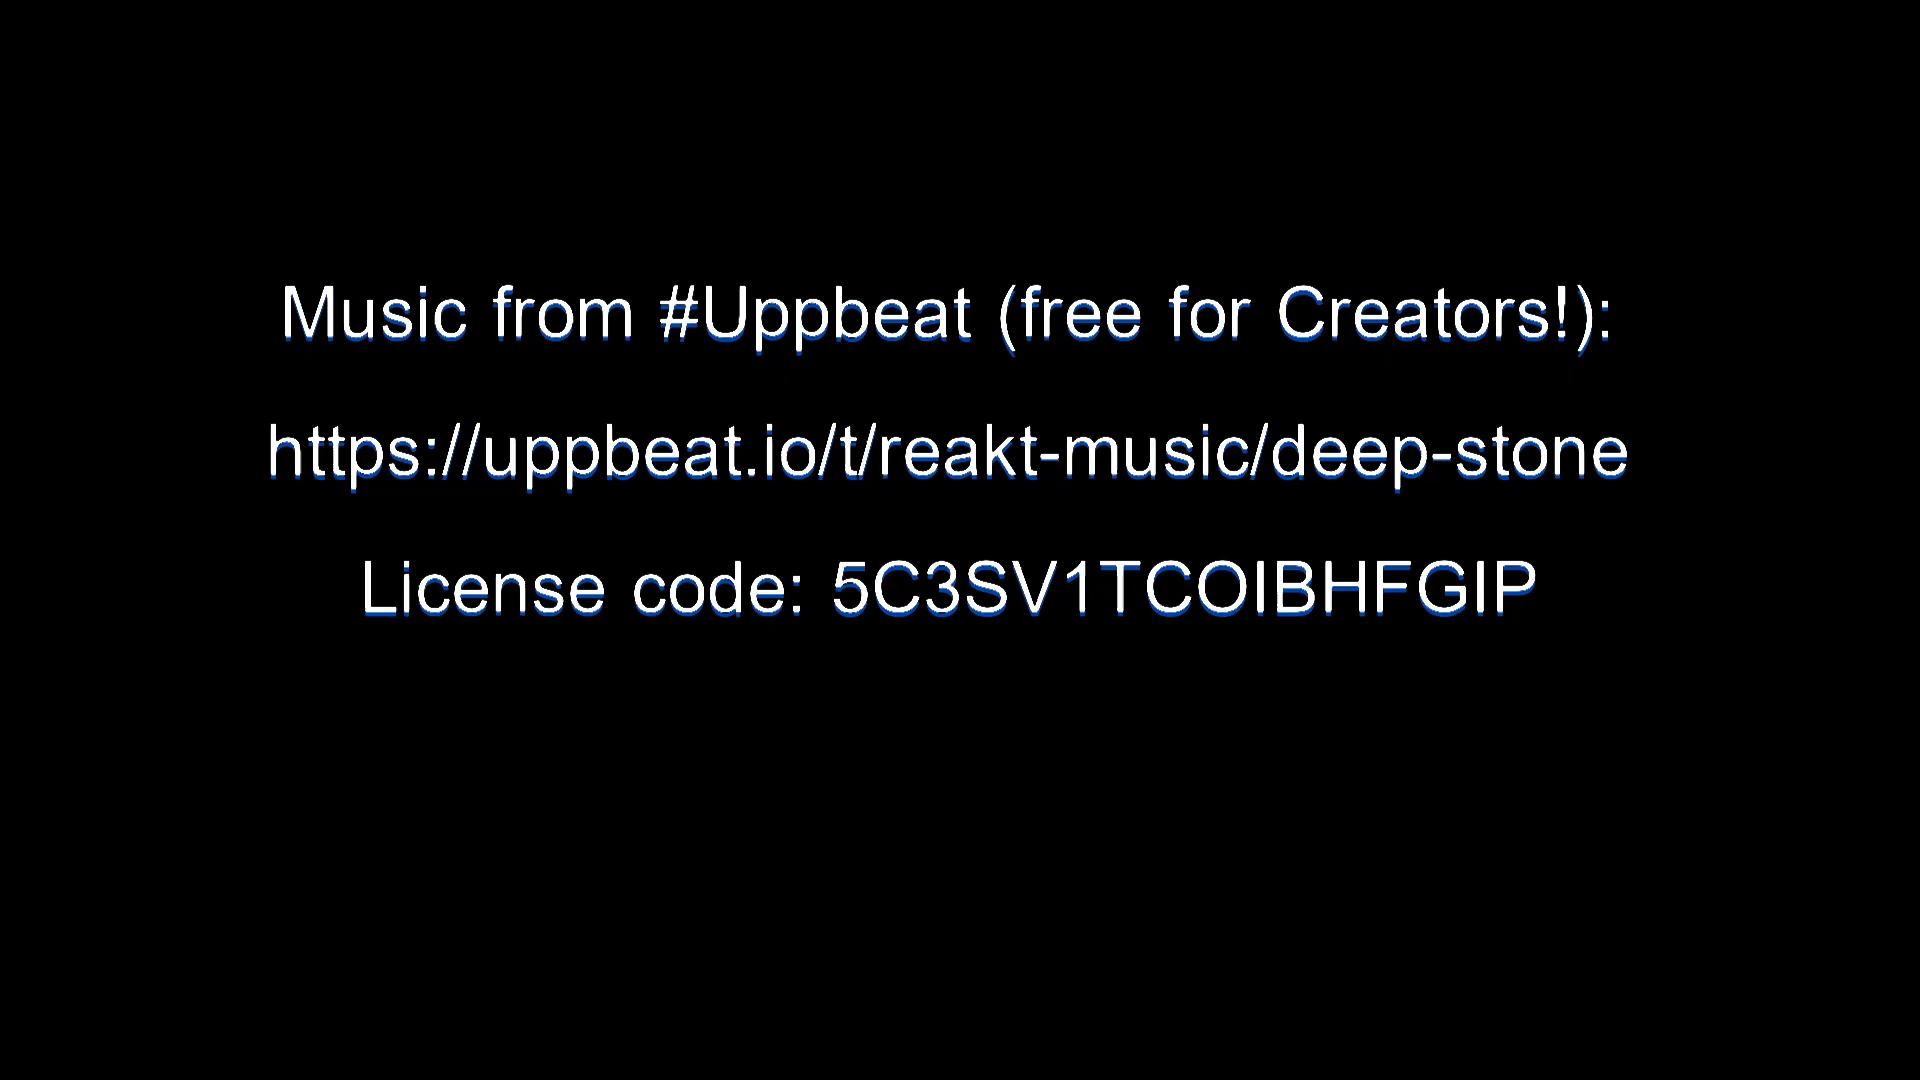 Music from #Uppbeat (free for Creators!):
https://uppbeat.io/t/reakt-music/deep-stone
License code: 5C3SV1TCOIBHFGIP